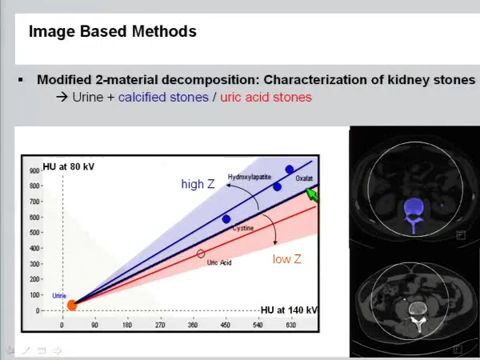 Image Based Methods
Modified 2-material decomposition: Characterization of kidney stones
→ Urine + calcified stones / uric acid stones
HU at 80 kV
900
800
700
600
500
400
300
200
100
0
high Z
Hydroxylapatite
Oxalat
Cystine
Uric Acid
low Z
Urine
HU at 140 kV
0 90 180 270 360 450 540 630